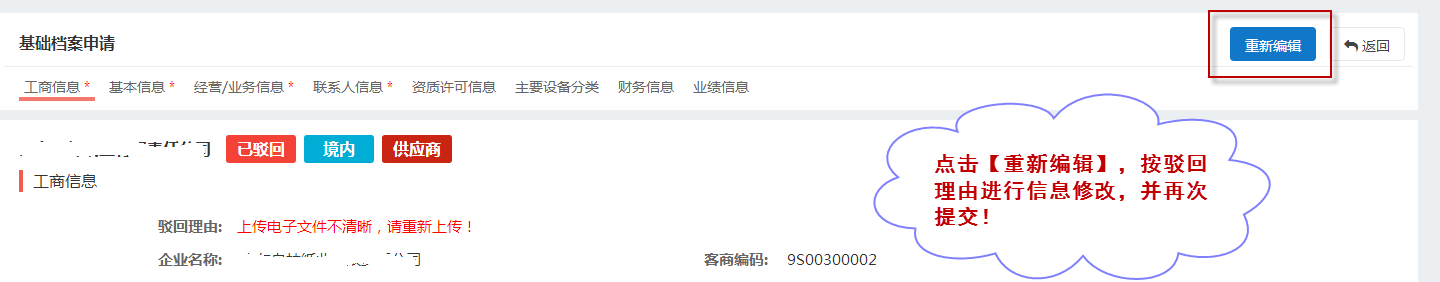 基础档案申请
重新编辑
返回
工商信息 * 基本信息 * 经营/业务信息 * 联系人信息 * 资质许可信息 主要设备分类 财务信息 业绩信息
已驳回 境内 供应商
工商信息
点击【重新编辑】，按驳回
理由进行信息修改，并再次
提交！
驳回理由: 上传电子文件不清晰，请重新上传！
企业名称:
客商编码: 9S00300002